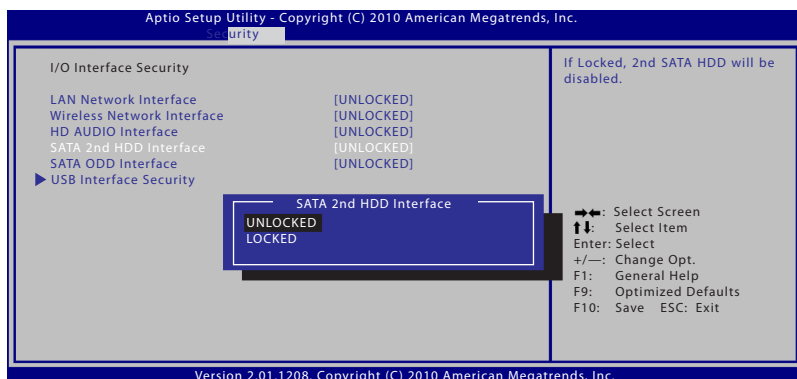 Aptio Setup Utility - Copyright (C) 2010 American Megatrends, Inc.
Security
I/O Interface Security
LAN Network Interface [UNLOCKED]
Wireless Network Interface [UNLOCKED]
HD AUDIO Interface [UNLOCKED]
SATA 2nd HDD Interface [UNLOCKED]
SATA ODD Interface [UNLOCKED]
USB Interface Security
SATA 2nd HDD Interface
UNLOCKED
LOCKED
If Locked, 2nd SATA HDD will be
disabled.
→←: Select Screen
↑↓: Select Item
Enter: Select
+/—: Change Opt.
F1: General Help
F9: Optimized Defaults
F10: Save ESC: Exit
Version 2.01.1208. Copyright (C) 2010 American Megatrends, Inc.